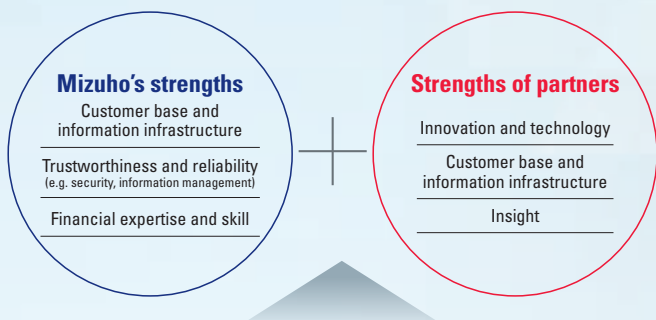 Mizuho's strengths
Customer base and
information infrastructure
Trustworthiness and reliability
(e.g. security, information management)
Financial expertise and skill
Strengths of partners
Innovation and technology
Customer base and
information infrastructure
Insight